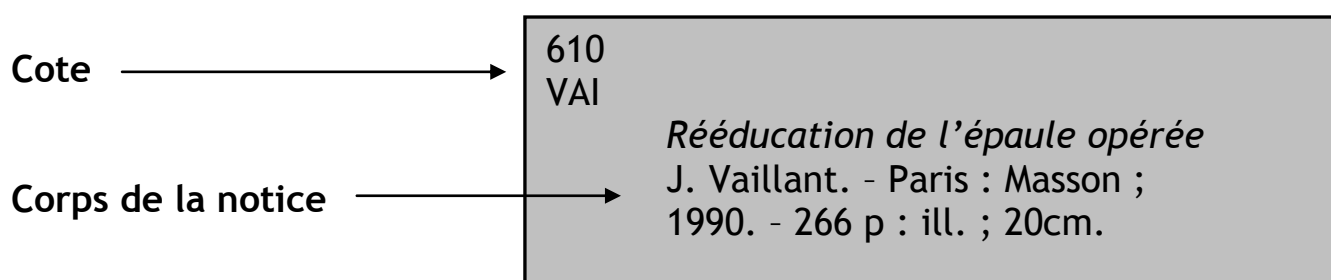 Cote
610
VAI
Rééducation de l’épaule opérée
Corps de la notice
J. Vaillant. – Paris : Masson ;
1990. – 266 p : ill. ; 20cm.